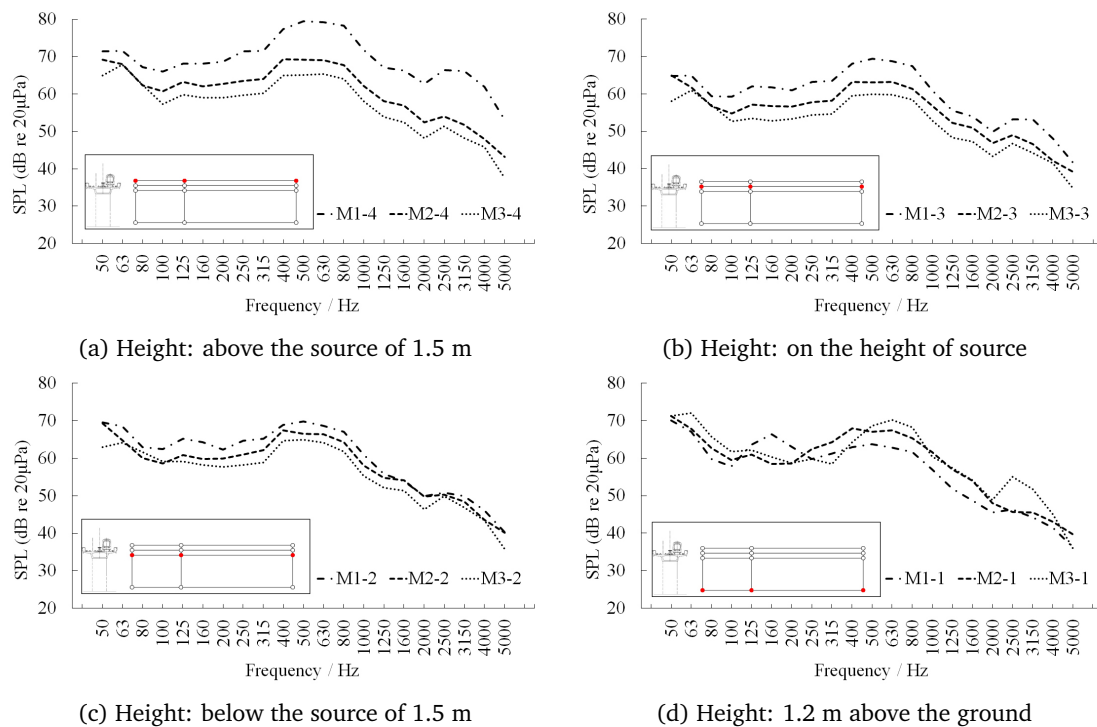 80
70
60
50
40
30
20
SPL (dB re 20μPa)
M1-4 M2-4 M3-4
50 63 80 100 125 160 200 250 315 400 500 630 800 1000 1250 1600 2000 2500 3150 4000 5000
Frequency / Hz
(a) Height: above the source of 1.5 m
80
70
60
50
40
30
20
SPL (dB re 20μPa)
M1-3 M2-3 M3-3
50 63 80 100 125 160 200 250 315 400 500 630 800 1000 1250 1600 2000 2500 3150 4000 5000
Frequency / Hz
(b) Height: on the height of source
80
70
60
50
40
30
20
SPL (dB re 20μPa)
M1-2 M2-2 M3-2
50 63 80 100 125 160 200 250 315 400 500 630 800 1000 1250 1600 2000 2500 3150 4000 5000
Frequency / Hz
(c) Height: below the source of 1.5 m
80
70
60
50
40
30
20
SPL (dB re 20μPa)
M1-1 M2-1 M3-1
50 63 80 100 125 160 200 250 315 400 500 630 800 1000 1250 1600 2000 2500 3150 4000 5000
Frequency / Hz
(d) Height: 1.2 m above the ground